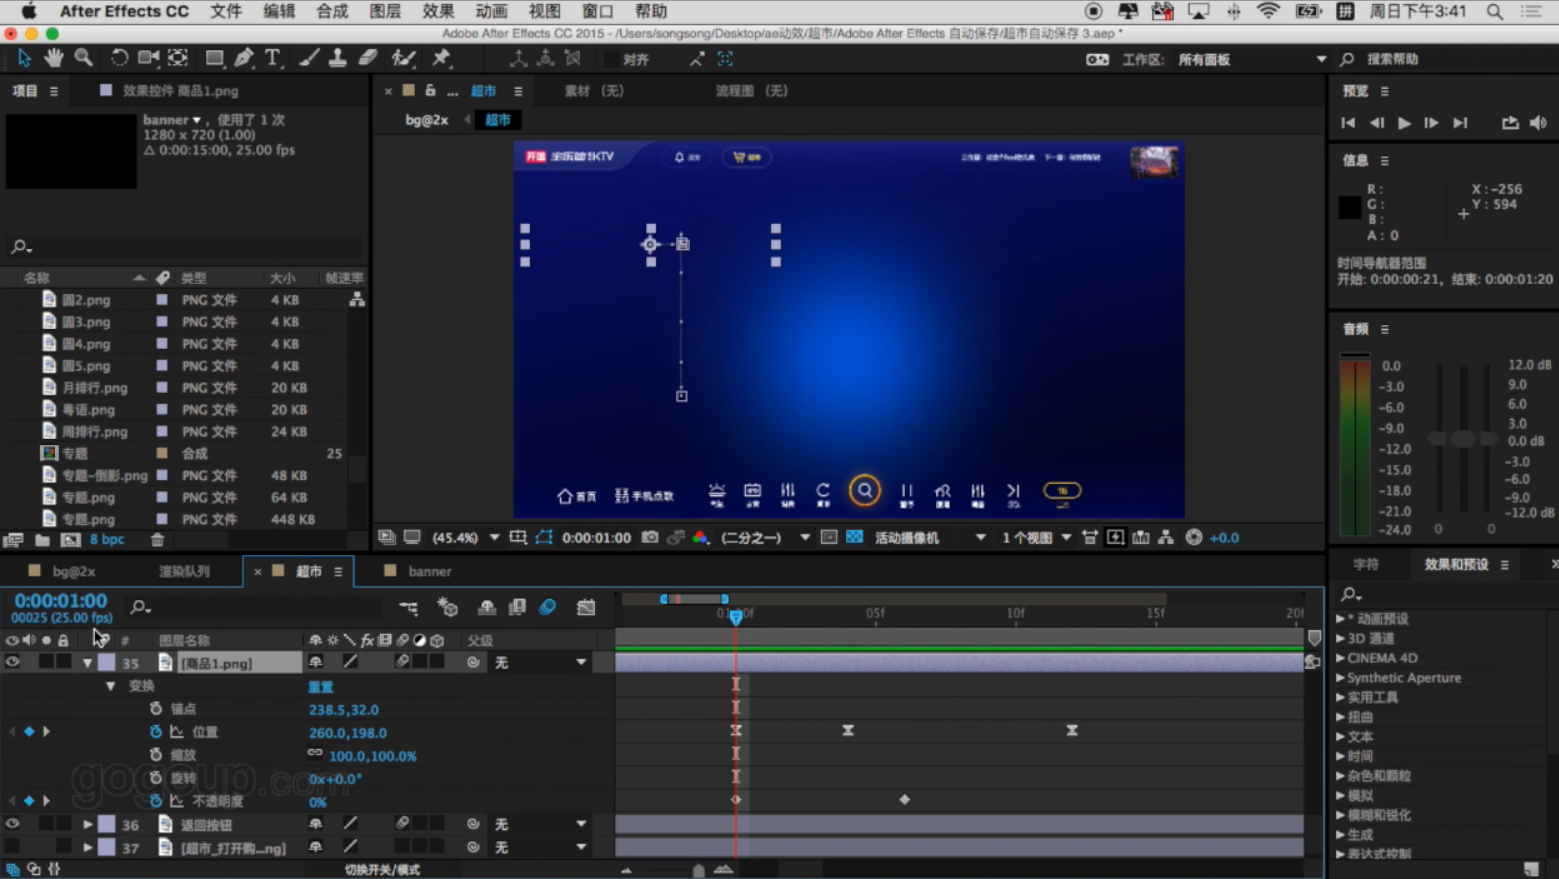 After Effects CC 文件 编辑 合成 图层 效果 动画 视图 窗口 帮助 拼 周日下午3:41
Adobe After Effects CC 2015 - /Users/songsong/Desktop/ae动效/超市/Adobe After Effects 自动保存/超市自动保存 3.aep *
对齐 工作区: 所有面板 搜索帮助
项目 效果控件 商品1.png
banner ▾ , 使用了 1 次
1280 x 720 (1.00)
△ 0:00:15:00, 25.00 fps
名称 类型 大小 帧速率
圆2.png PNG 文件 4 KB
圆3.png PNG 文件 4 KB
圆4.png PNG 文件 4 KB
圆5.png PNG 文件 4 KB
月排行.png PNG 文件 20 KB
粤语.png PNG 文件 20 KB
周排行.png PNG 文件 24 KB
专题 合成 25
专题-倒影.png PNG 文件 48 KB
专题.png PNG 文件 64 KB
专题.png PNG 文件 448 KB
8 bpc
... 超市 素材 (无) 流程图 (无)
bg@2x 超市
KTV
首页 手机点歌
16
(45.4%) 0:00:01:00 (二分之一) 活动摄像机 1 个视图 +0.0
预览
信息
R :
G :
B :
A : 0
X : -256
Y : 594
时间导航器范围
开始: 0:00:00:21, 结束: 0:00:01:20
音频
0.0
-3.0
-6.0
-9.0
-12.0
-15.0
-18.0
-21.0
-24.0
12.0 dB
9.0
6.0
3.0
0.0 dB
-3.0
-6.0
-9.0
-12.0 dB
0 0
字符 效果和预设
* 动画预设
3D 通道
CINEMA 4D
Synthetic Aperture
实用工具
扭曲
文本
时间
杂色和颗粒
模拟
模糊和锐化
生成
表达式控制
bg@2x 渲染队列 超市 banner
0:00:01:00
00025 (25.00 fps)
# 图层名称 fx 父级
05f 10f 15f 20f
35 [商品1.png] 无
变换 重置
锚点 238.5,32.0
位置 260.0,198.0
缩放 100.0,100.0%
旋转 0x+0.0°
不透明度 0%
gogoup.com
36 返回按钮 无
37 [超市_打开购...ng] 无
切换开关/模式